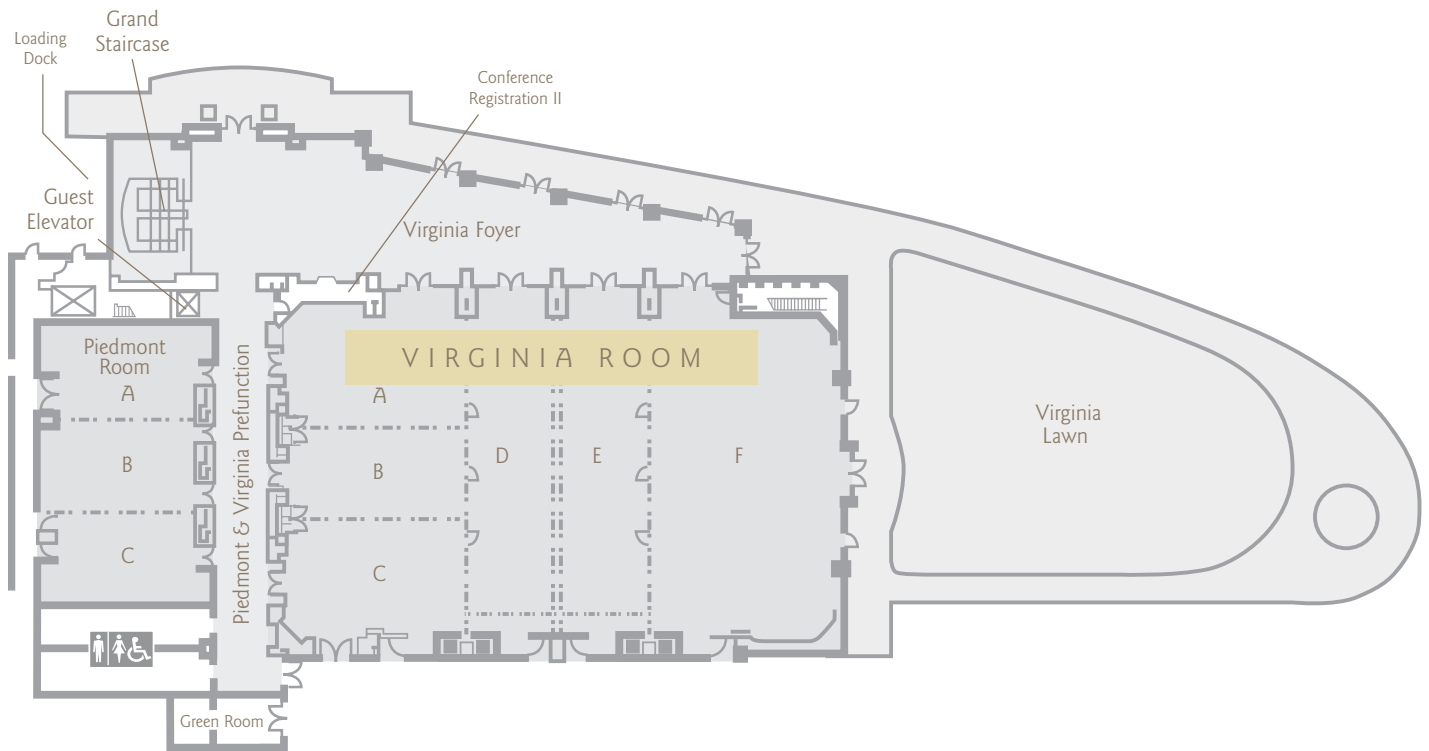 Grand
Staircase
Loading
Dock
Conference
Registration II
Guest
Elevator
Virginia Foyer
VIRGINIA ROOM
Piedmont
Room
A
B
C
Piedmont & Virginia Prefunction
A
B
C
D
E
F
Virginia
Lawn
Green Room